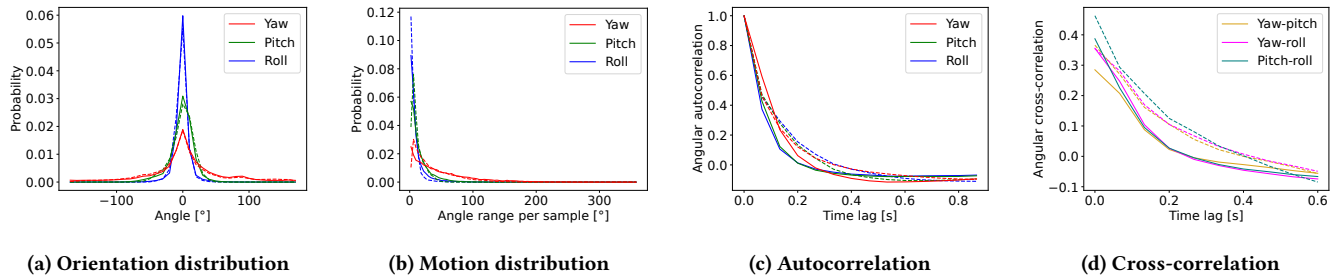 Probability
0.06
0.05
0.04
0.03
0.02
0.01
0.00
−100
0
100
Angle [°]
Yaw
Pitch
Roll
(a) Orientation distribution
Probability
0.12
0.10
0.08
0.06
0.04
0.02
0.00
0
100
200
300
Angle range per sample [°]
Yaw
Pitch
Roll
(b) Motion distribution
Angular autocorrelation
1.0
0.8
0.6
0.4
0.2
0.0
0.0
0.2
0.4
0.6
0.8
Time lag [s]
Yaw
Pitch
Roll
(c) Autocorrelation
Angular cross-correlation
0.4
0.3
0.2
0.1
0.0
−0.1
0.0
0.2
0.4
0.6
Time lag [s]
Yaw-pitch
Yaw-roll
Pitch-roll
(d) Cross-correlation